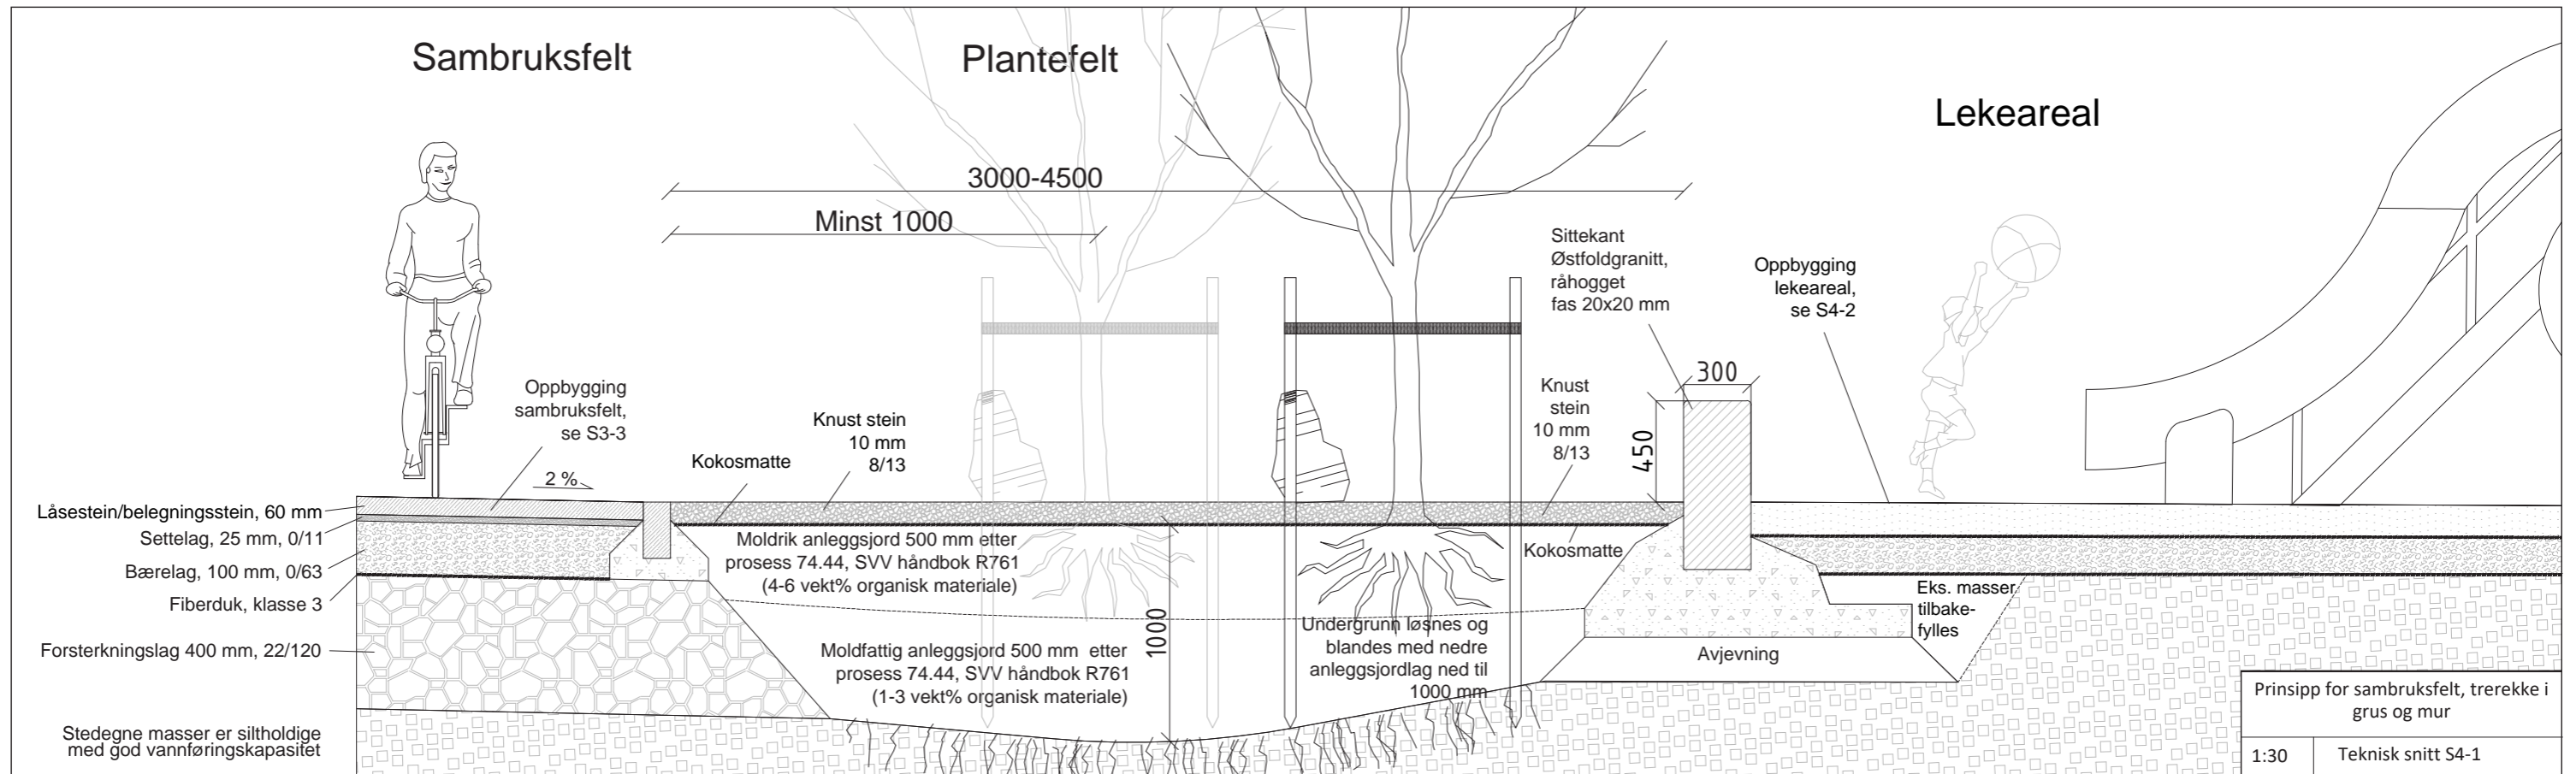 Sambruksfelt
Plantefelt
Lekeareal
3000-4500
Minst 1000
Sittekant
Østfoldgranitt,
råhogget
fas 20x20 mm
Oppbygging
lekeareal,
se S4-2
Oppbygging
sambruksfelt,
se S3-3
2 %
Kokosmatte
Knust stein
10 mm
8/13
Knust
stein
10 mm
8/13
300
450
Låsestein/belegningsstein, 60 mm
Settelag, 25 mm, 0/11
Bærelag, 100 mm, 0/63
Fiberduk, klasse 3
Forsterkningslag 400 mm, 22/120
Stedegne masser er siltholdige
med god vannføringskapasitet
Moldrik anleggsjord 500 mm etter
prosess 74.44, SVV håndbok R761
(4-6 vekt% organisk materiale)
Moldfattig anleggsjord 500 mm etter
prosess 74.44, SVV håndbok R761
(1-3 vekt% organisk materiale)
1000
Kokosmatte
Undergrunn løsnes og
blandes med nedre
anleggsjordlag ned til
1000 mm
Avjevning
Eks. masser
tilbake-
fylles
Prinsipp for sambruksfelt, trerekke i
grus og mur
1:30
Teknisk snitt S4-1